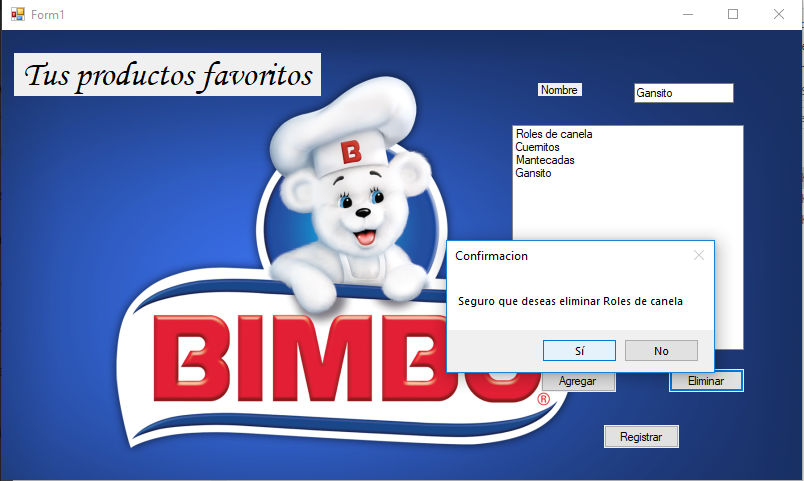 Form1
Tus productos favoritos
Nombre
Gansito
Roles de canela
Cuernitos
Mantecadas
Gansito
B
BIMBO
®
Confirmacion
Seguro que deseas eliminar Roles de canela
Sí
No
Agregar
Eliminar
Registrar